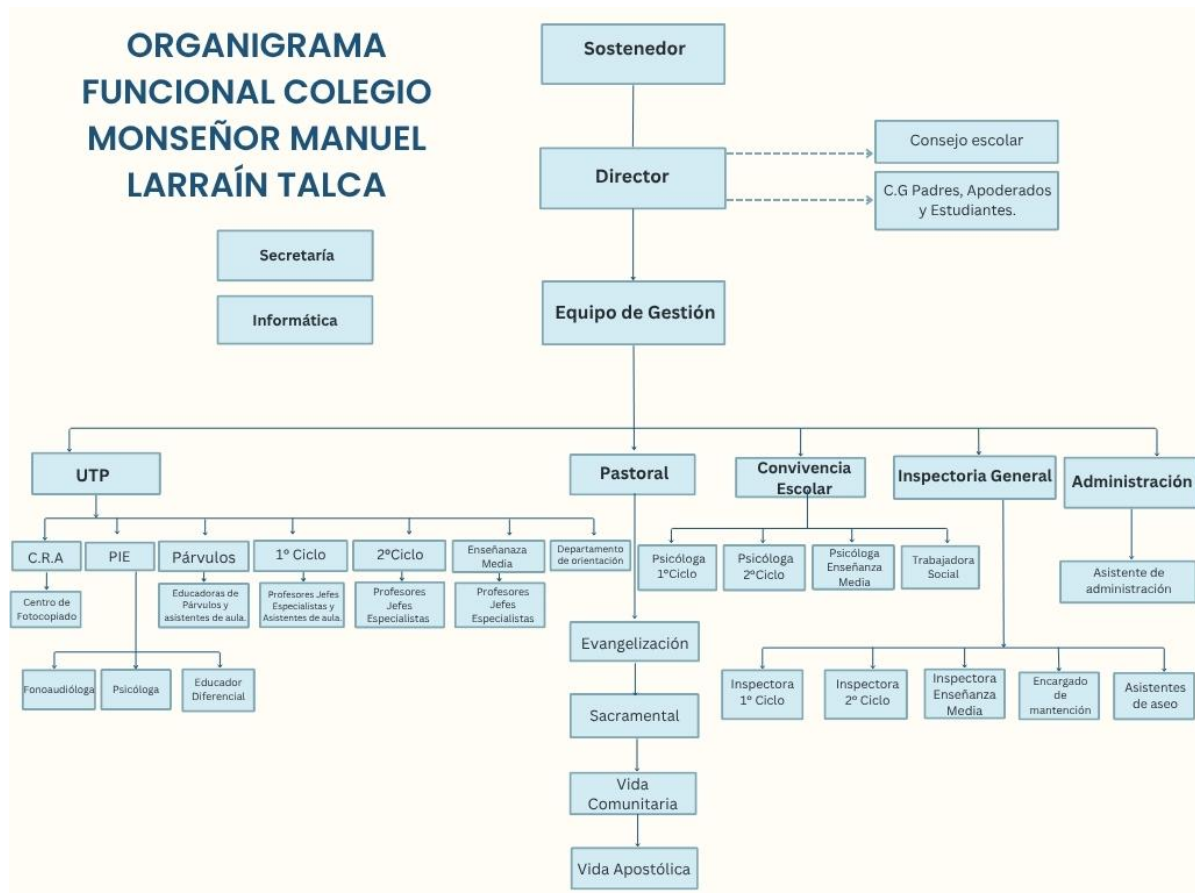 ORGANIGRAMA
FUNCIONAL COLEGIO
MONSEÑOR MANUEL
LARRAÍN TALCA
Sostenedor
Director
Consejo escolar
C.G Padres, Apoderados
y Estudiantes.
Secretaría
Informática
Equipo de Gestión
UTP
Pastoral
Convivencia
Escolar
Inspectoria General
Administración
C.R.A
PIE
Párvulos
1º Ciclo
2ºCiclo
Enseñanaza
Media
Departamento
de orientación
Psicóloga
1ºCiclo
Psicóloga
2ºCiclo
Psicóloga
Enseñanza
Media
Trabajadora
Social
Asistente de
administración
Centro de
Fotocopiado
Educadoras de
Párvulos y
asistentes de aula.
Profesores Jefes
Especialistas y
Asistentes de aula.
Profesores
Jefes
Especialistas
Profesores
Jefes
Especialistas
Evangelización
Fonoaudióloga
Psicóloga
Educador
Diferencial
Inspectora
1º Ciclo
Inspectora
2º Ciclo
Inspectora
Enseñanza
Media
Encargado
de
mantención
Asistentes
de aseo
Sacramental
Vida
Comunitaria
Vida Apostólica